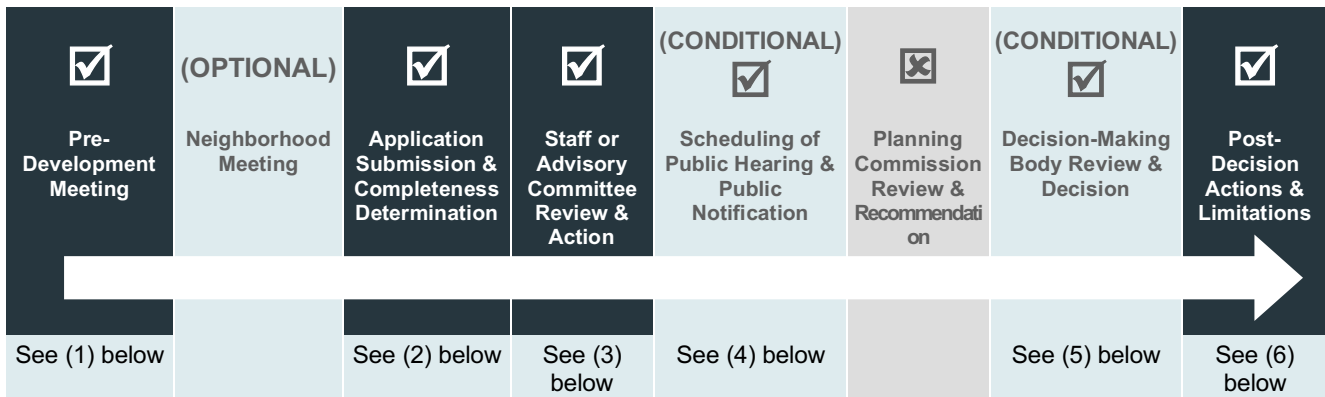 Pre-
Development
Meeting
See (1) below
(OPTIONAL)
Neighborhood
Meeting
Application
Submission &
Completeness
Determination
See (2) below
Staff or
Advisory
Committee
Review &
Action
See (3)
below
(CONDITIONAL)
Scheduling of
Public Hearing &
Public
Notification
See (4) below
Planning
Commission
Review &
Recommendati
on
(CONDITIONAL)
Decision-Making
Body Review &
Decision
See (5) below
Post-
Decision
Actions &
Limitations
See (6)
below